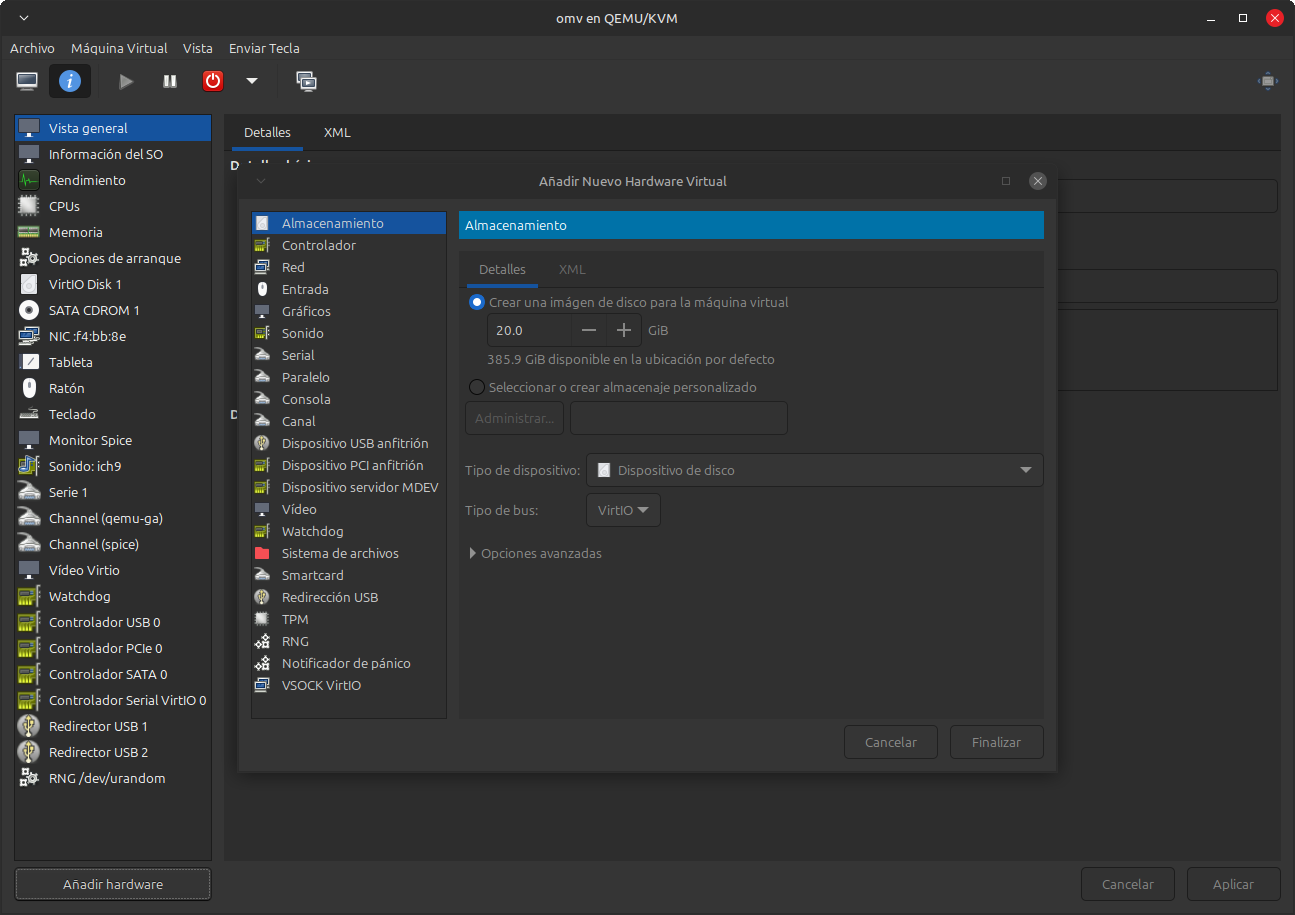 omv en QEMU/KVM
Archivo Máquina Virtual Vista Enviar Tecla
Vista general
Información del SO
Rendimiento
CPUs
Memoria
Opciones de arranque
VirtIO Disk 1
SATA CDROM 1
NIC :f4:bb:8e
Tableta
Ratón
Teclado
Monitor Spice
Sonido: ich9
Serie 1
Channel (qemu-ga)
Channel (spice)
Vídeo Virtio
Watchdog
Controlador USB 0
Controlador PCIe 0
Controlador SATA 0
Controlador Serial VirtIO 0
Redirector USB 1
Redirector USB 2
RNG /dev/urandom
Añadir hardware
Detalles XML
Añadir Nuevo Hardware Virtual
Almacenamiento
Controlador
Red
Entrada
Gráficos
Sonido
Serial
Paralelo
Consola
Canal
Dispositivo USB anfitrión
Dispositivo PCI anfitrión
Dispositivo servidor MDEV
Vídeo
Watchdog
Sistema de archivos
Smartcard
Redirección USB
TPM
RNG
Notificador de pánico
VSOCK VirtIO
Almacenamiento
Detalles XML
Crear una imágen de disco para la máquina virtual
20.0 GiB
385.9 GiB disponible en la ubicación por defecto
Seleccionar o crear almacenaje personalizado
Administrar...
Tipo de dispositivo: Dispositivo de disco
Tipo de bus: VirtIO
Opciones avanzadas
Cancelar Finalizar
Cancelar Aplicar